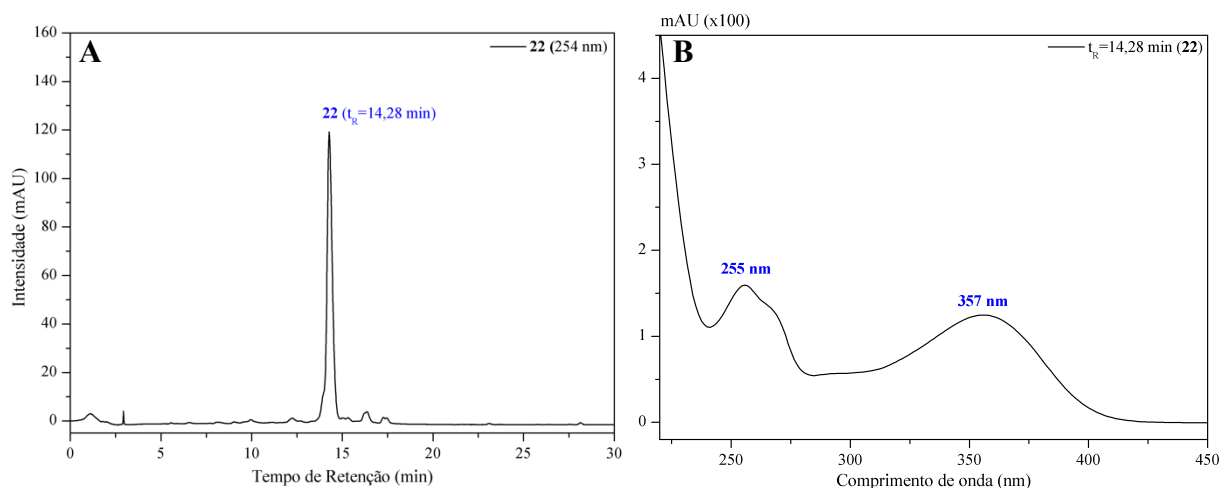 A
22 (254 nm)
22 (tR=14,28 min)
Intensidade (mAU)
160
140
120
100
80
60
40
20
0
0 5 10 15 20 25 30
Tempo de Retenção (min)
mAU (x100)
B
tR=14,28 min (22)
255 nm
357 nm
4
3
2
1
0
250 300 350 400 450
Comprimento de onda (nm)